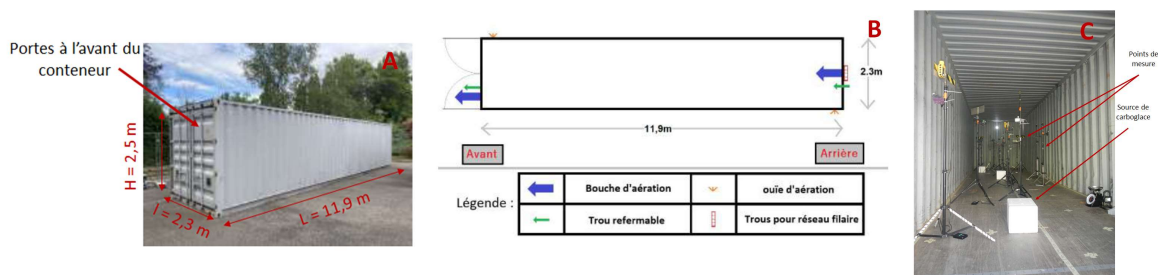 Portes à l'avant du
conteneur
A
H = 2,5 m
l = 2,3 m
L = 11,9 m
B
2.3m
11,9m
Avant
Arrière
Légende :
Bouche d'aération
ouïe d'aération
Trou refermable
Trous pour réseau filaire
C
Points de
mesure
Source de
carboglace